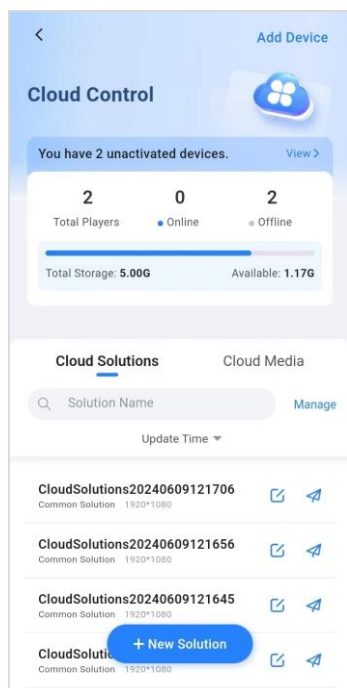 Add Device
Cloud Control
You have 2 unactivated devices. View >
2 0 2
Total Players Online Offline
Total Storage: 5.00G Available: 1.17G
Cloud Solutions Cloud Media
Solution Name Manage
Update Time
CloudSolutions20240609121706
Common Solution 1920*1080
CloudSolutions20240609121656
Common Solution 1920*1080
CloudSolutions20240609121645
Common Solution 1920*1080
+ New Solution
CloudSolutio
Common Solution 1920*1080